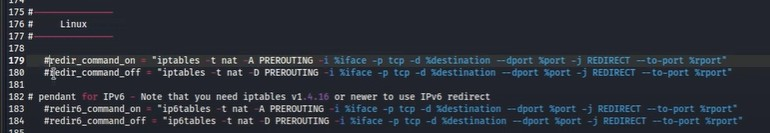 175 #---------------
176 #     Linux
177 #---------------
178
179    #redir_command_on = "iptables -t nat -A PREROUTING -i %iface -p tcp -d %destination --dport %port -j REDIRECT --to-port %rport"
180    #redir_command_off = "iptables -t nat -D PREROUTING -i %iface -p tcp -d %destination --dport %port -j REDIRECT --to-port %rport"
181
182 # pendant for IPv6 - Note that you need iptables v1.4.16 or newer to use IPv6 redirect
183    #redir6_command_on = "ip6tables -t nat -A PREROUTING -i %iface -p tcp -d %destination --dport %port -j REDIRECT --to-port %rport"
184    #redir6_command_off = "ip6tables -t nat -D PREROUTING -i %iface -p tcp -d %destination --dport %port -j REDIRECT --to-port %rport"